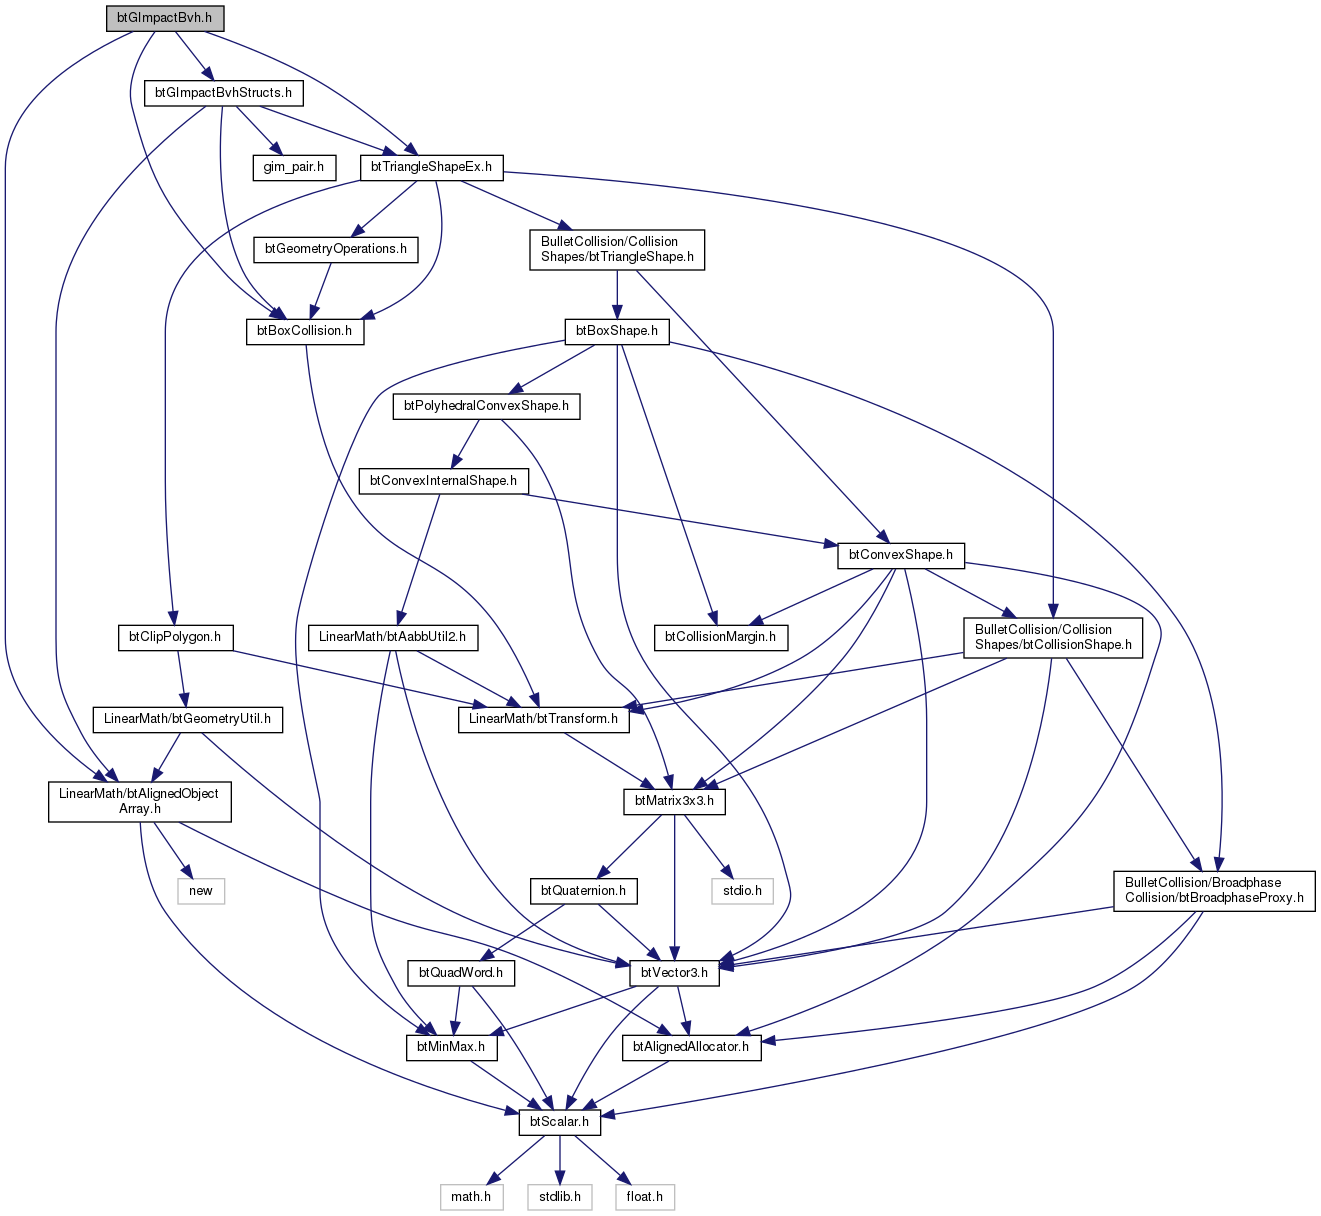 btGImpactBvh.h
btGImpactBvhStructs.h
gim_pair.h
btTriangleShapeEx.h
btGeometryOperations.h
BulletCollision/Collision
Shapes/btTriangleShape.h
btBoxCollision.h
btBoxShape.h
btPolyhedralConvexShape.h
btConvexInternalShape.h
btConvexShape.h
btClipPolygon.h
LinearMath/btAabbUtil2.h
btCollisionMargin.h
BulletCollision/Collision
Shapes/btCollisionShape.h
LinearMath/btGeometryUtil.h
LinearMath/btTransform.h
LinearMath/btAlignedObject
Array.h
btMatrix3x3.h
new
btQuaternion.h
stdio.h
BulletCollision/Broadphase
Collision/btBroadphaseProxy.h
btQuadWord.h
btVector3.h
btMinMax.h
btAlignedAllocator.h
btScalar.h
math.h
stdlib.h
float.h